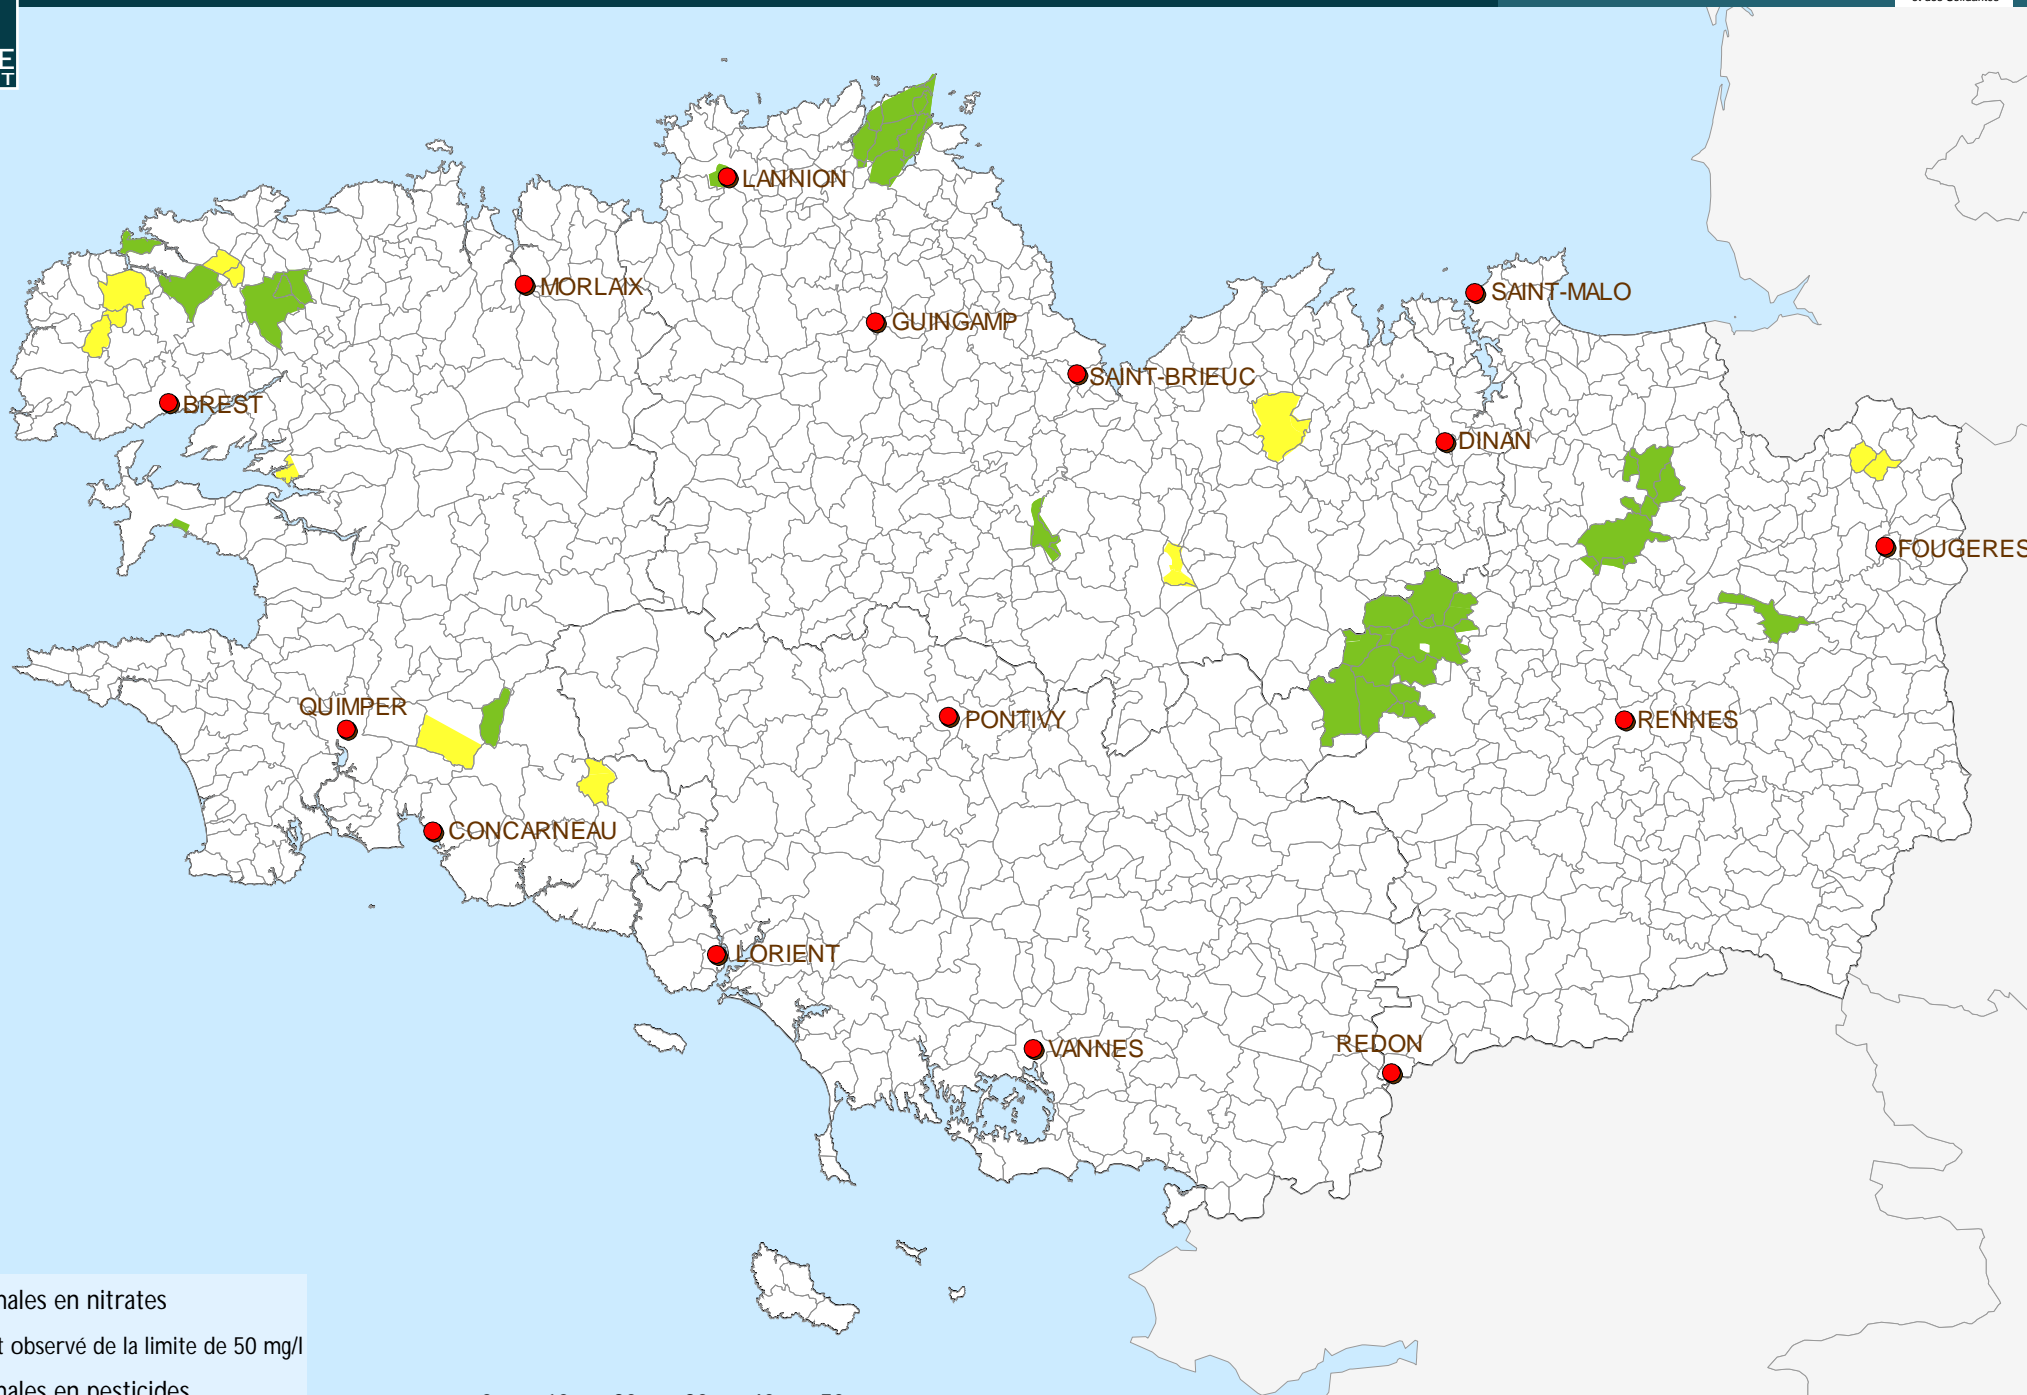 E
T
LANNION
MORLAIX
GUINGAMP
SAINT-MALO
SAINT-BRIEUC
BREST
DINAN
FOUGERES
QUIMPER
PONTIVY
RENNES
CONCARNEAU
LORIENT
VANNES
REDON
nales en nitrates
t observé de la limite de 50 mg/l
nales en pesticides